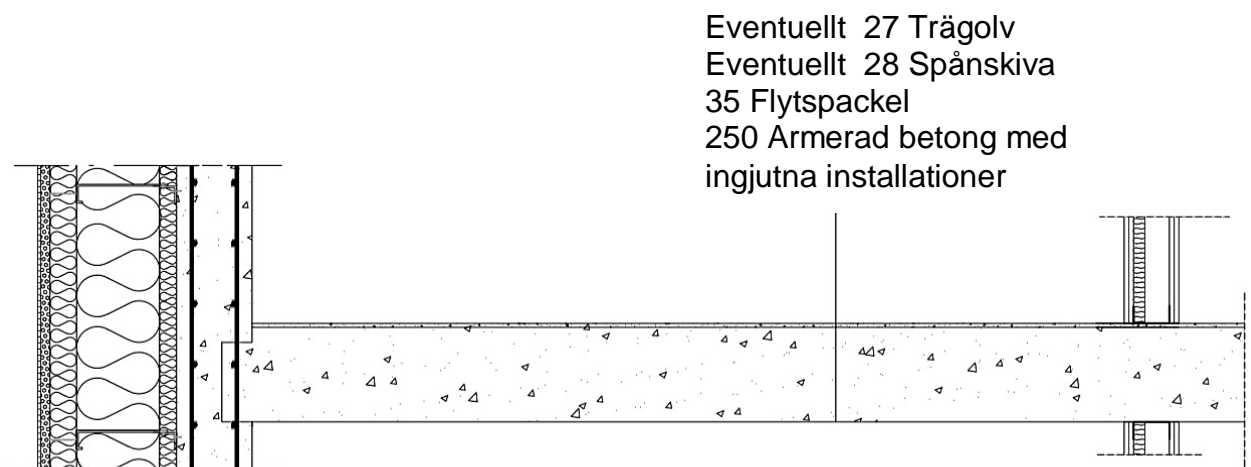 Eventuellt  27 Trägolv
Eventuellt  28 Spånskiva
35 Flytspackel
250 Armerad betong med
ingjutna installationer